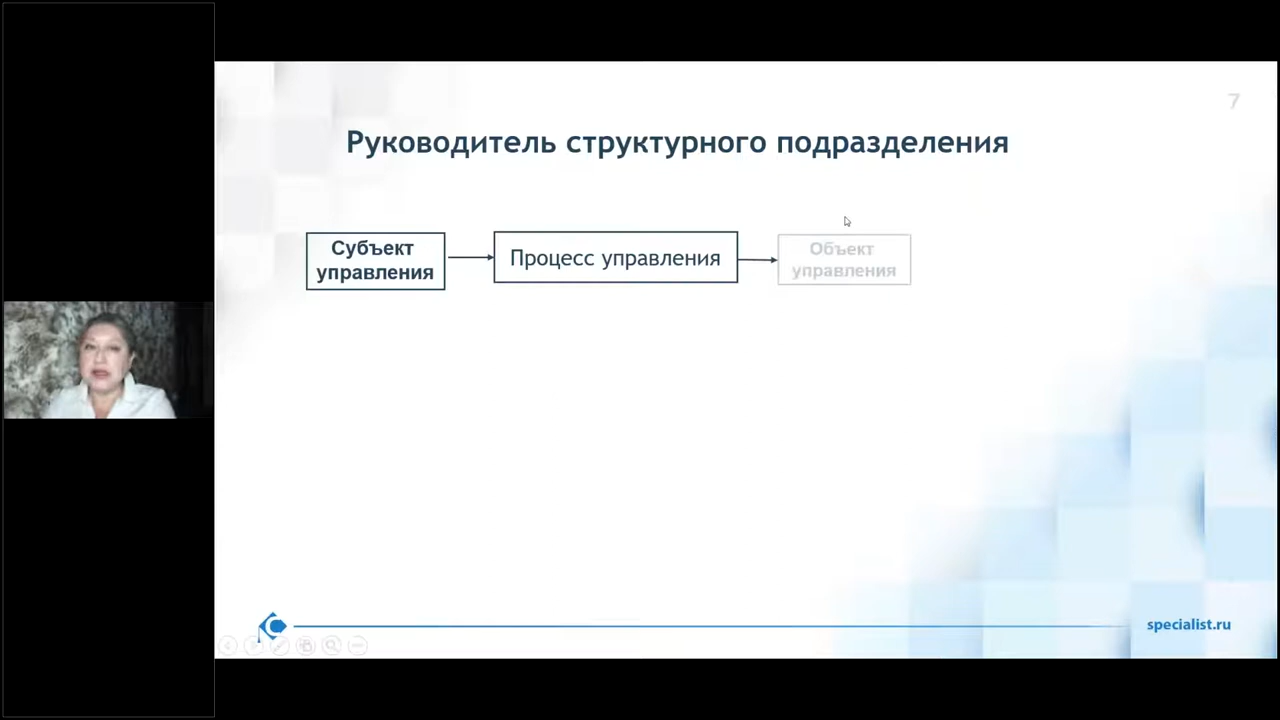 7
Руководитель структурного подразделения
Субъект
управления
Процесс управления
Объект
управления
specialist.ru